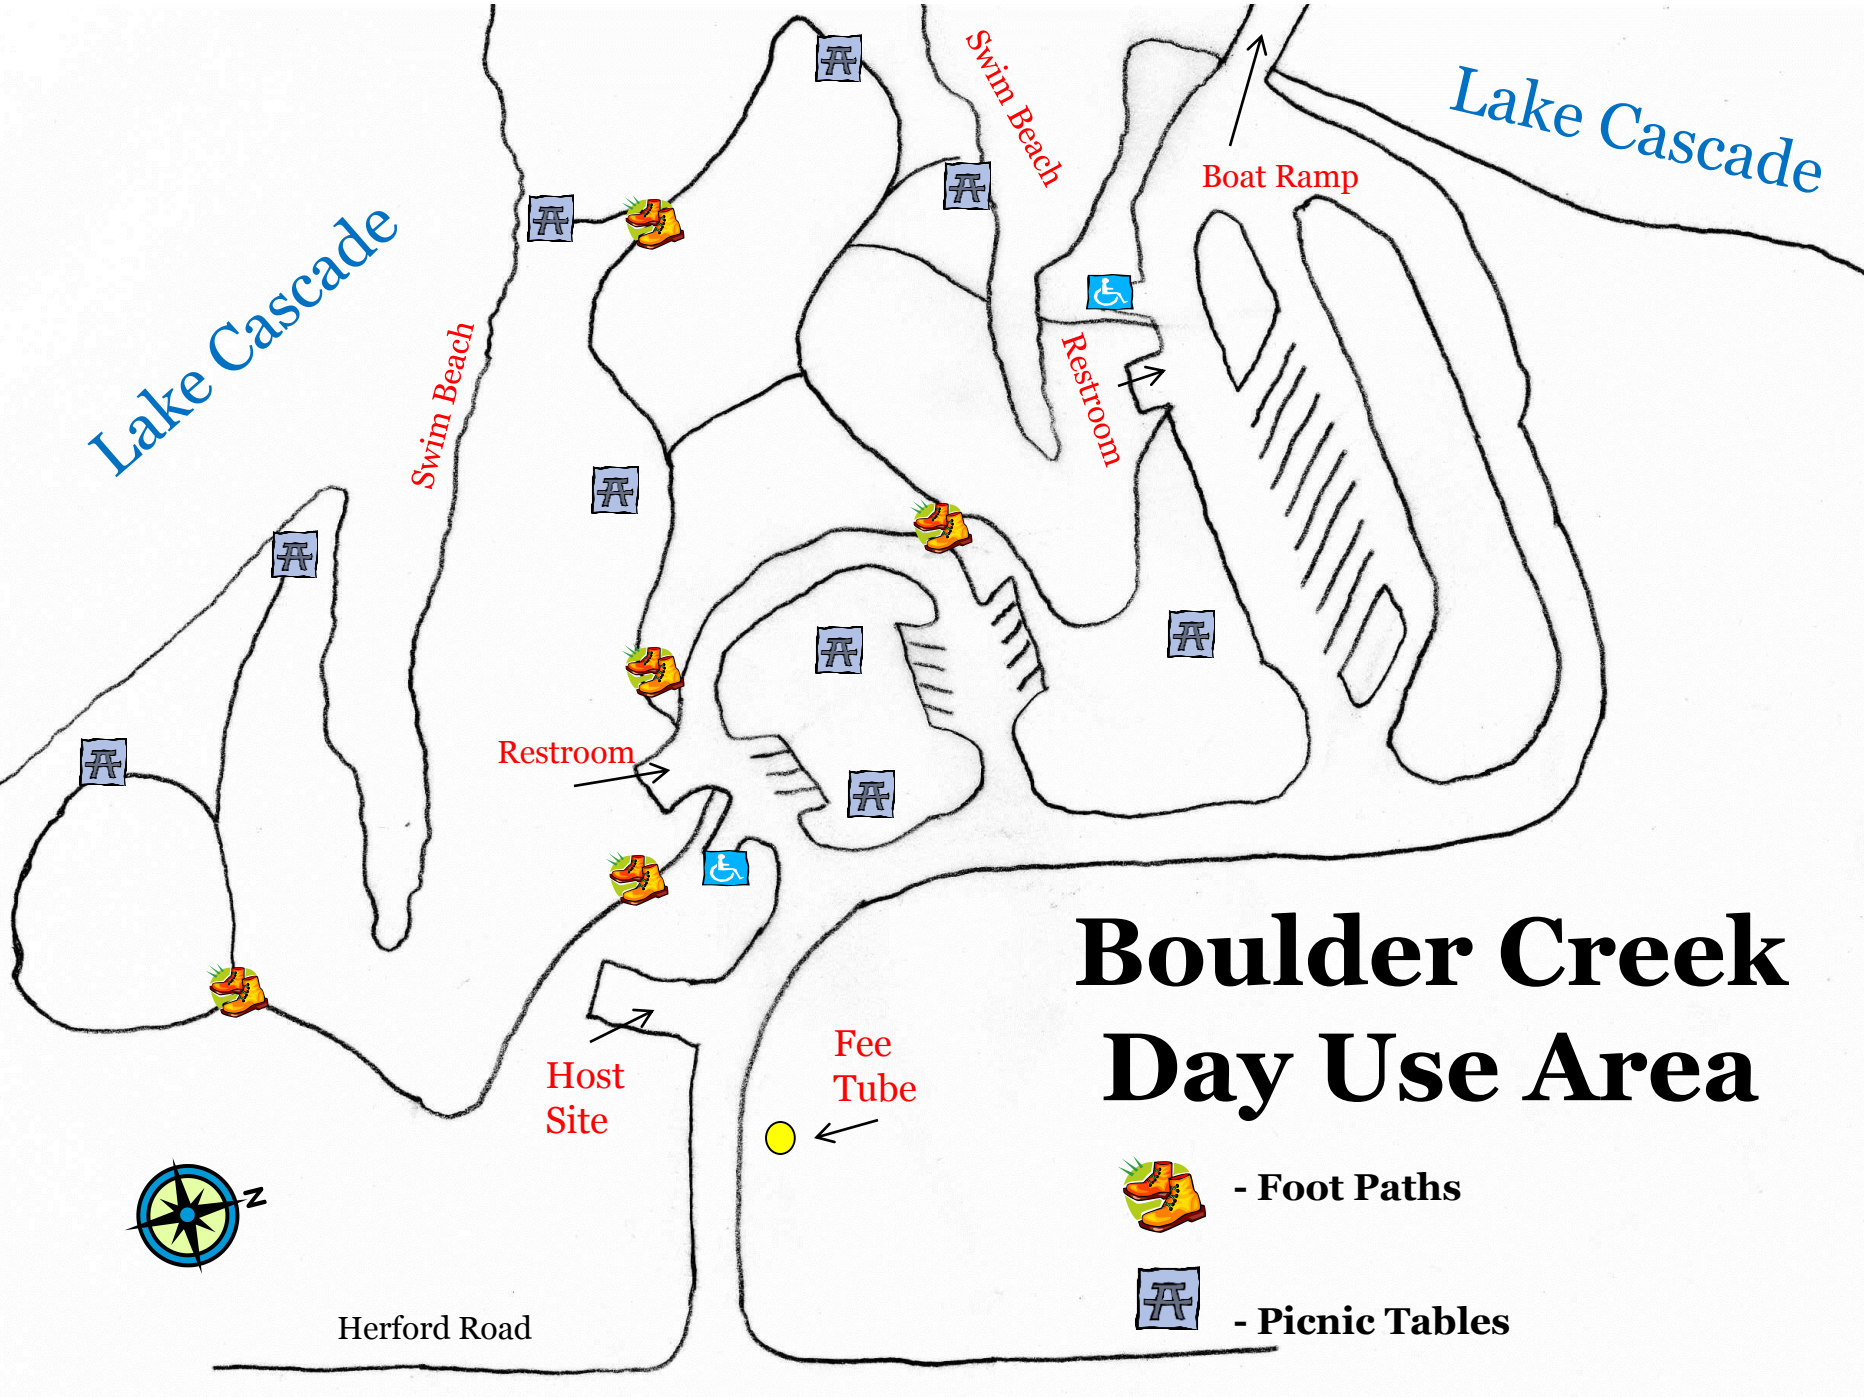 Swim Beach
Lake Cascade
Boat Ramp
Lake Cascade
Swim Beach
Restroom
Restroom
Boulder Creek
Day Use Area
Fee
Tube
Host
Site
- Foot Paths
N
Herford Road
- Picnic Tables